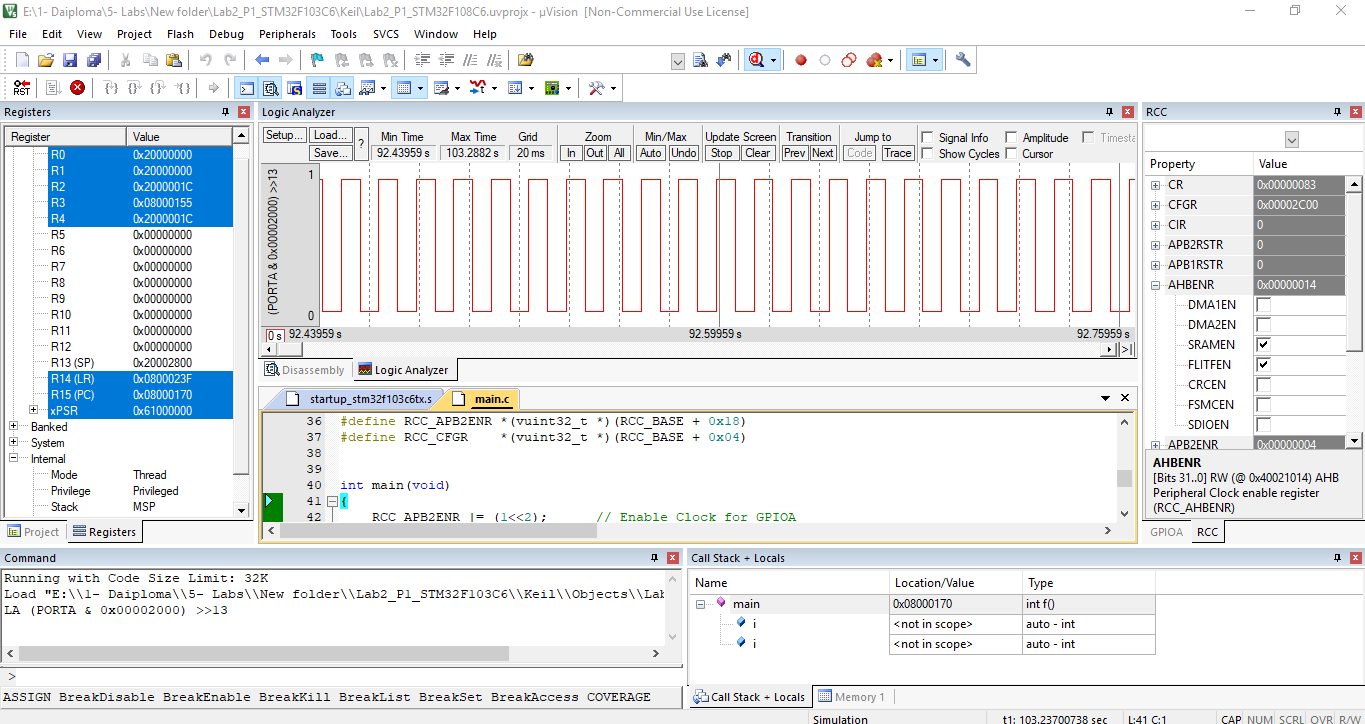 E:\1- Daiploma\5- Labs\New folder\Lab2_P1_STM32F103C6\Keil\Lab2_P1_STM32F108C6.uvprojx - µVision [Non-Commercial Use License]
File Edit View Project Flash Debug Peripherals Tools SVCS Window Help
RST
Registers
Register Value
R0 0x20000000
R1 0x20000000
R2 0x2000001C
R3 0x08000155
R4 0x2000001C
R5 0x00000000
R6 0x00000000
R7 0x00000000
R8 0x00000000
R9 0x00000000
R10 0x00000000
R11 0x00000000
R12 0x00000000
R13 (SP) 0x20002800
R14 (LR) 0x0800023F
R15 (PC) 0x08000170
xPSR 0x61000000
Banked
System
Internal
Mode Thread
Privilege Privileged
Stack MSP
Project Registers
Logic Analyzer
Setup... Load... Save... ?
Min Time Max Time Grid Zoom Min/Max Update Screen Transition Jump to
92.43959 s 103.2882 s 20 ms In Out All Auto Undo Stop Clear Prev Next Code Trace
Signal Info Amplitude Timesta
Show Cycles Cursor
(PORTA & 0x00002000) >>13
1
0
0 s 92.43959 s 92.59959 s 92.75959 s
Disassembly Logic Analyzer
startup_stm32f103c6tx.s main.c
36 #define RCC_APB2ENR *(vuint32_t *)(RCC_BASE + 0x18)
37 #define RCC_CFGR *(vuint32_t *)(RCC_BASE + 0x04)
38
39
40 int main(void)
41 {
42 RCC_APB2ENR |= (1<<2); // Enable Clock for GPIOA
RCC
Property Value
CR 0x00000083
CFGR 0x00002C00
CIR 0
APB2RSTR 0
APB1RSTR 0
AHBENR 0x00000014
DMA1EN
DMA2EN
SRAMEN
FLITFEN
CRCEN
FSMCEN
SDIOEN
APB2ENR 0x00000004
AHBENR
[Bits 31..0] RW (@ 0x40021014) AHB
Peripheral Clock enable register
(RCC_AHBENR)
GPIOA RCC
Command
Running with Code Size Limit: 32K
Load "E:\\1- Daiploma\\5- Labs\\New folder\\Lab2_P1_STM32F103C6\\Keil\\Objects\\Lab
LA (PORTA & 0x00002000) >>13
>
ASSIGN BreakDisable BreakEnable BreakKill BreakList BreakSet BreakAccess COVERAGE
Call Stack + Locals
Name Location/Value Type
main 0x08000170 int f()
i <not in scope> auto - int
i <not in scope> auto - int
Call Stack + Locals Memory 1
Simulation t1: 103.23700738 sec L:41 C:1 CAP NUM SCRL OVR R/W